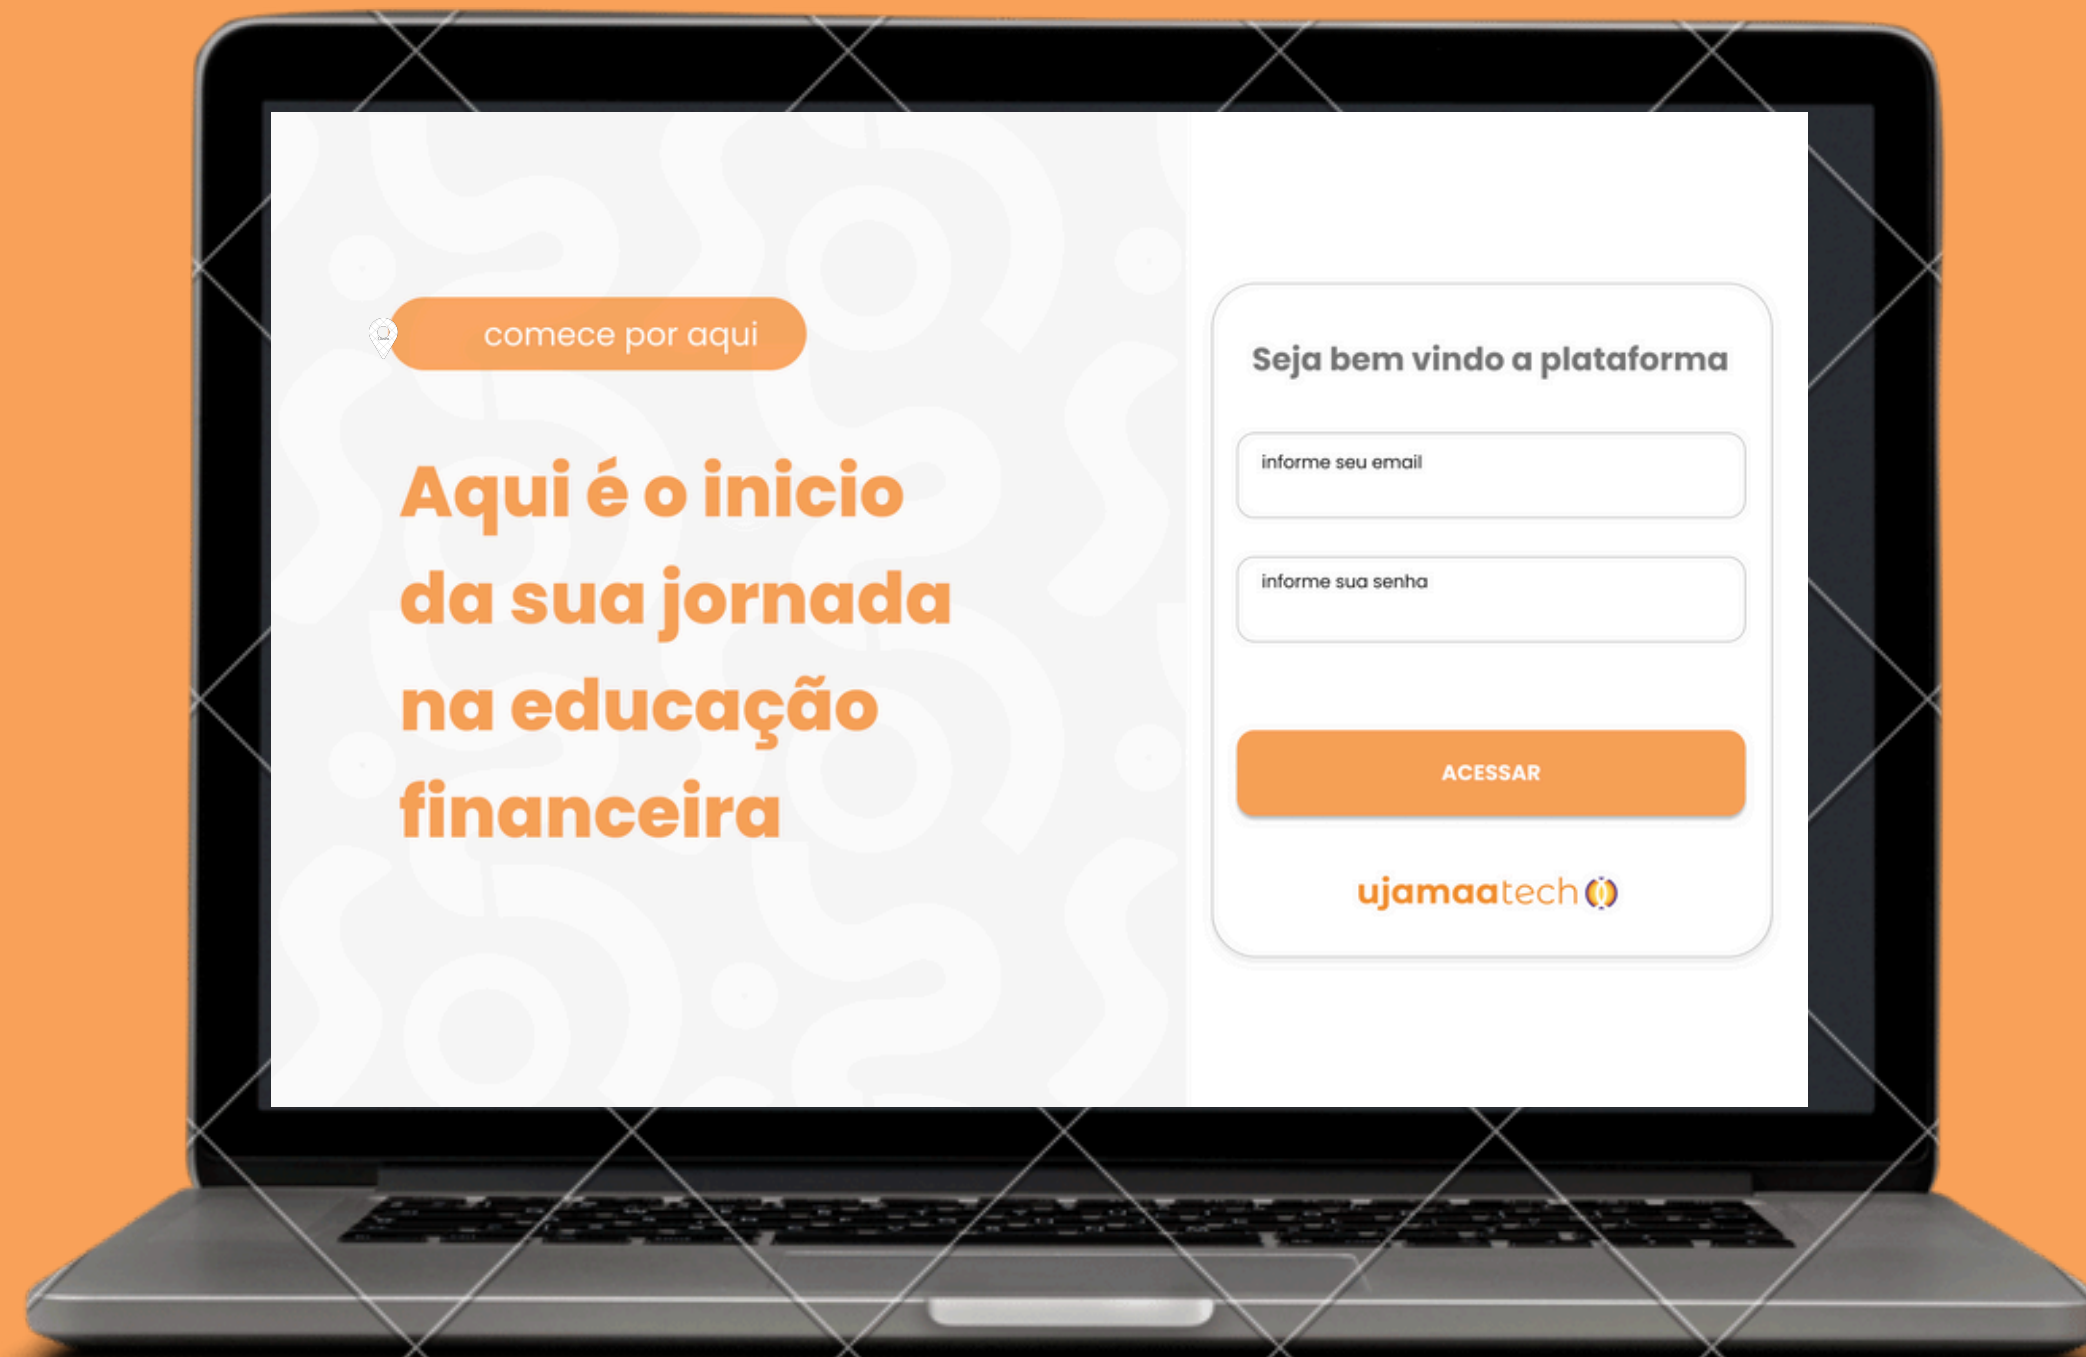 comece por aqui
Aqui é o inicio
da sua jornada
na educação
financeira
Seja bem vindo a plataforma
informe seu email
informe sua senha
ACESSAR
ujamaatech